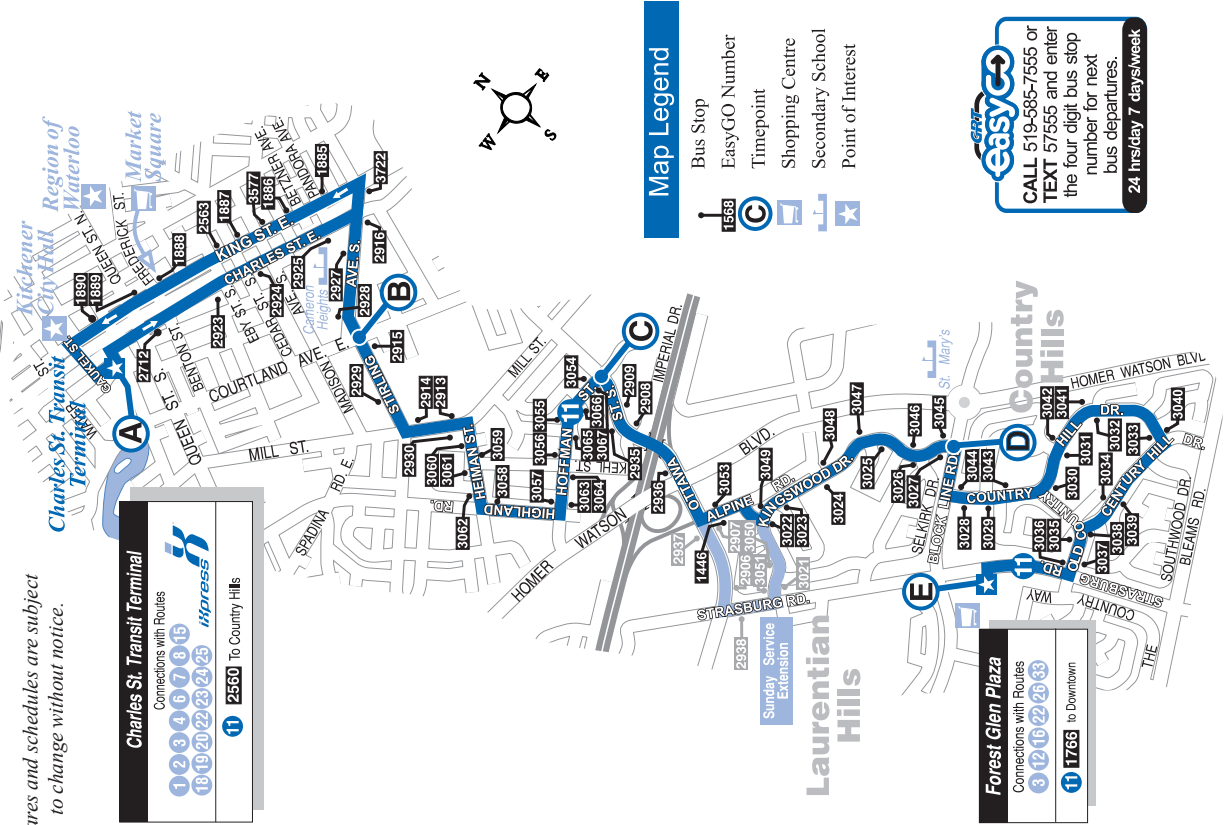 ures and schedules are subject
to change without notice.
Charles St. Transit Terminal
Connections with Routes
1 2 3 4 6 7 8 15
18 19 20 22 23 24 25
iXpress
11 2560 To Country Hills
Charles St. Transit
Terminal
Kitchener
City Hall
Region of
Waterloo
Market
Square
A
GAUKEL ST.
QUEEN ST. N.
FREDERICK ST.
KING ST. E.
CHARLES ST. E.
BETZNER AVE.
PANDORA AVE.
1890
1889
1888
2563
1887
3577
1886
1885
3722
2712
2923
2924
2925
2916
2927
2928
B
2915
2929
Cameron
Heights
QUEEN ST. S.
BENTON ST.
EBY ST. S.
CEDAR ST. S.
MADISON AVE. S.
COURTLAND AVE. E.
STIRLING AVE. S.
MILL ST.
MILL ST.
SPADINA RD. E.
2914
2913
2930
3060
3061
3059
3058
3062
HEIMAN ST.
HIGHLAND RD.
3057
3056
3055
3054
HOFFMAN ST.
11
3063
3064
3065
3067
3068
KEHL ST.
C
2909
2908
2935
2936
IMPERIAL DR.
OTTAWA ST. S.
HOMER WATSON BLVD.
2937
1446
3053
3049
ALPINE RD.
KINGSWOOD DR.
2907
3050
2906
3051
3021
3022
3023
3024
2938
STRASBURG RD.
Sunday Service
Extension
Laurentian
Hills
3048
3047
3046
3045
3025
3026
3027
St. Mary's
D
SELKIRK DR.
BLOCK LINE RD.
3044
3043
3028
3029
COUNTRY HILL DR.
Country
Hills
3042
3041
HOMER WATSON BLVD.
3030
3031
3032
3033
3034
3040
CENTURY HILL DR.
OLD COUNTRY
3036
3035
3037
3038
3039
SOUTHWOOD DR.
BLEAMS RD.
STRASBURG RD.
11
E
THE COUNTRY WAY
Forest Glen Plaza
Connections with Routes
3 12 16 22 26 33
11 1766 to Downtown
N
E
S
W
Map Legend
1568
Bus Stop
EasyGO Number
C
Timepoint
Shopping Centre
Secondary School
Point of Interest
GRT
easyGO
CALL 519-585-7555 or
TEXT 57555 and enter
the four digit bus stop
number for next
bus departures.
24 hrs/day 7 days/week